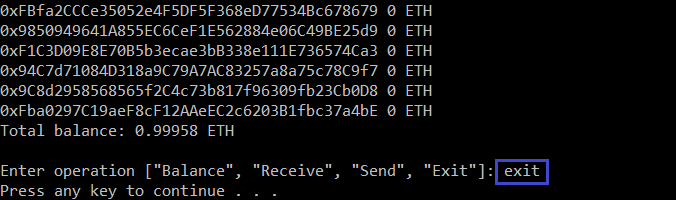 0xFBfa2CCCe35052e4F5DF5F368eD77534Bc678679 0 ETH
0x9850949641A855EC6CeF1E562884e06C49BE25d9 0 ETH
0xF1C3D09E8E70B5b3ecae3bB338e111E736574Ca3 0 ETH
0x94C7d71084D318a9C79A7AC83257a8a75c78C9f7 0 ETH
0x9C8d2958568565f2C4c73b817f96309fb23Cb0D8 0 ETH
0xFba0297C19aeF8cF12AAeEC2c6203B1fbc37a4bE 0 ETH
Total balance: 0.99958 ETH
Enter operation ["Balance", "Receive", "Send", "Exit"]: exit
Press any key to continue . . .